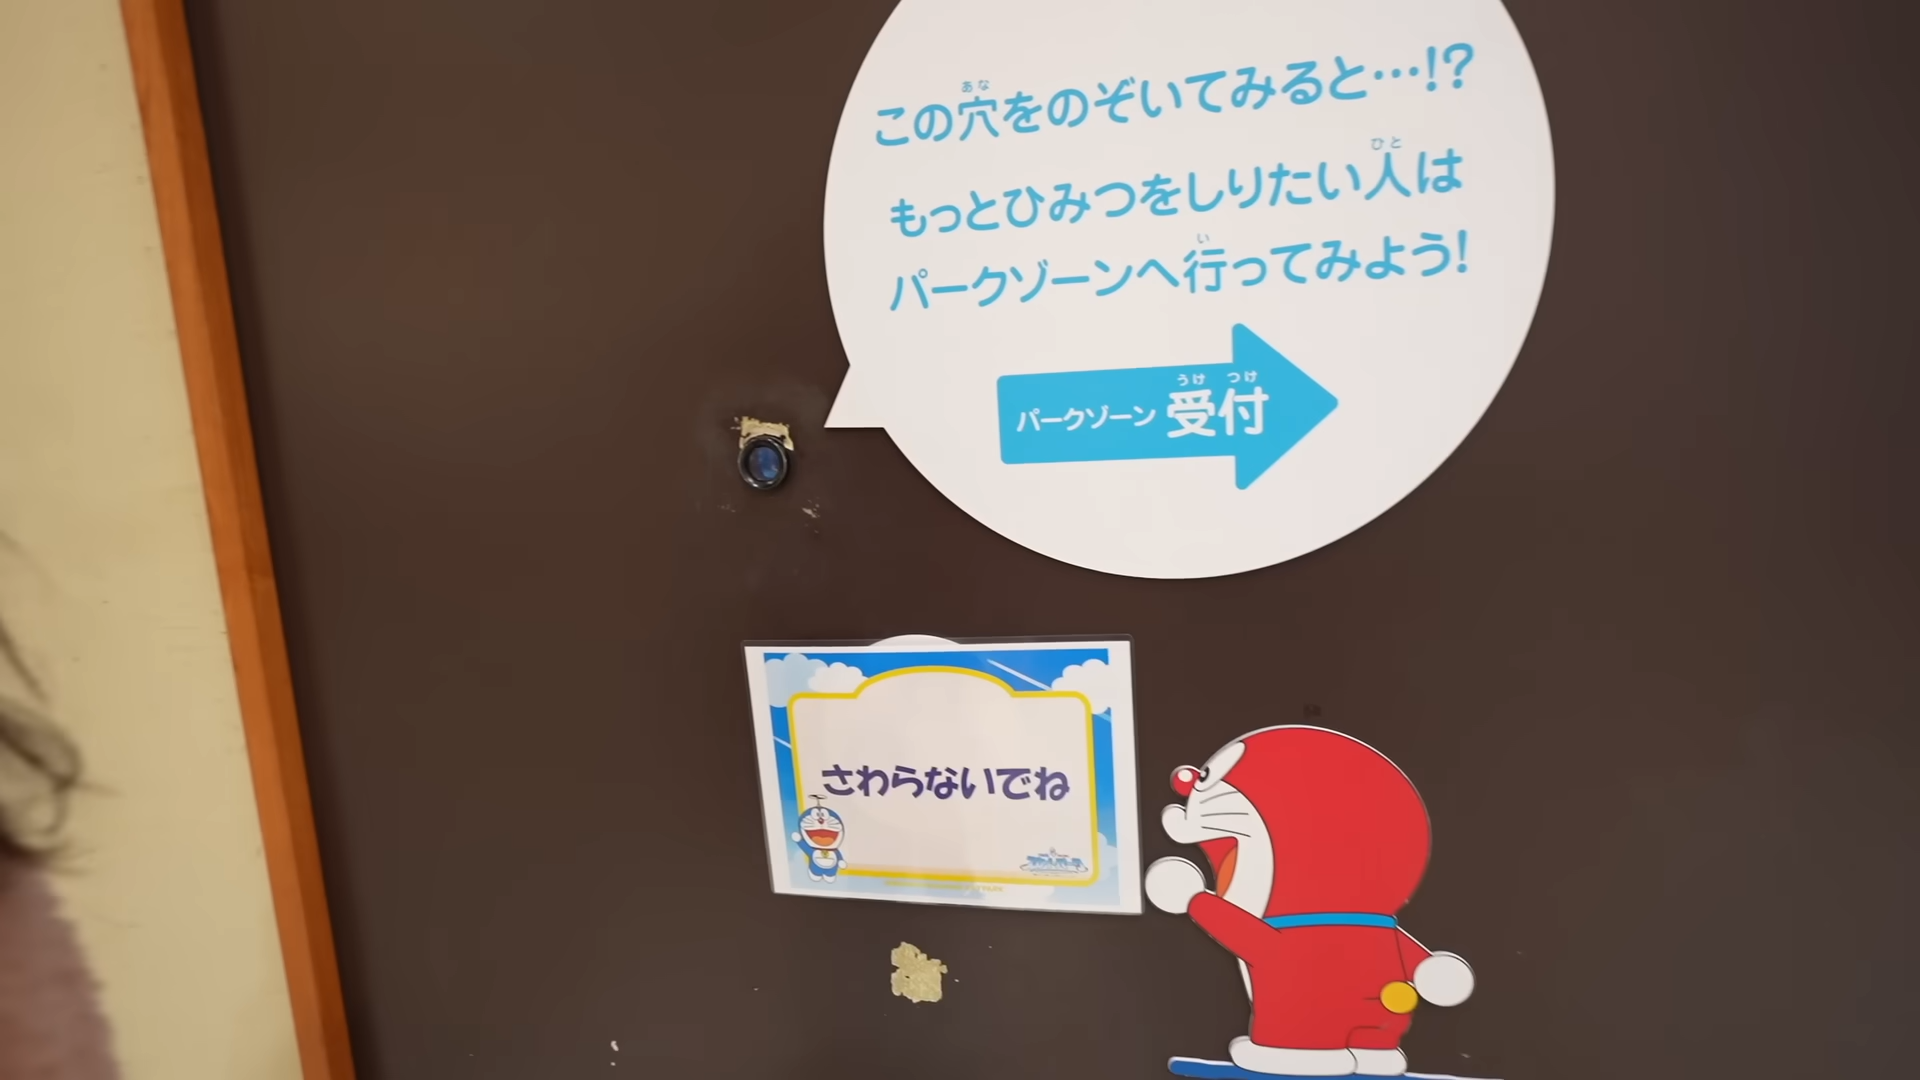 この穴をのぞいてみると…!?
もっとひみつをしりたい人は
パークゾーンへ行ってみよう!
パークゾーン 受付
さわらないでね